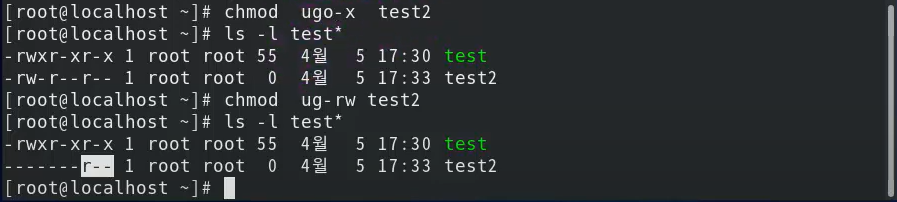 [root@localhost ~]# chmod  ugo-x  test2
[root@localhost ~]# ls -l test*
-rwxr-xr-x 1 root root 55  4월  5 17:30 test
-rw-r--r-- 1 root root  0  4월  5 17:33 test2
[root@localhost ~]# chmod  ug-rw test2
[root@localhost ~]# ls -l test*
-rwxr-xr-x 1 root root 55  4월  5 17:30 test
-------r-- 1 root root  0  4월  5 17:33 test2
[root@localhost ~]#